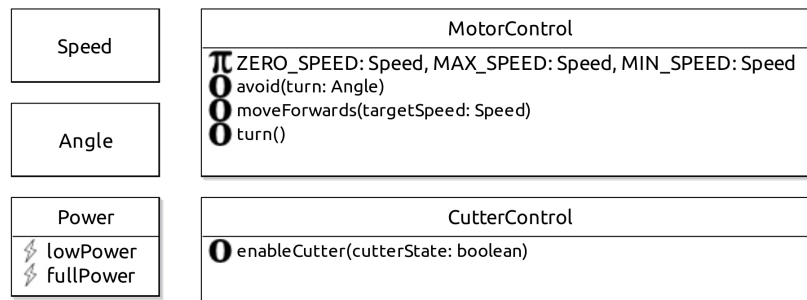 Speed
Angle
Power
lowPower
fullPower
MotorControl
π ZERO_SPEED: Speed, MAX_SPEED: Speed, MIN_SPEED: Speed
O avoid(turn: Angle)
O moveForwards(targetSpeed: Speed)
O turn()
CutterControl
O enableCutter(cutterState: boolean)